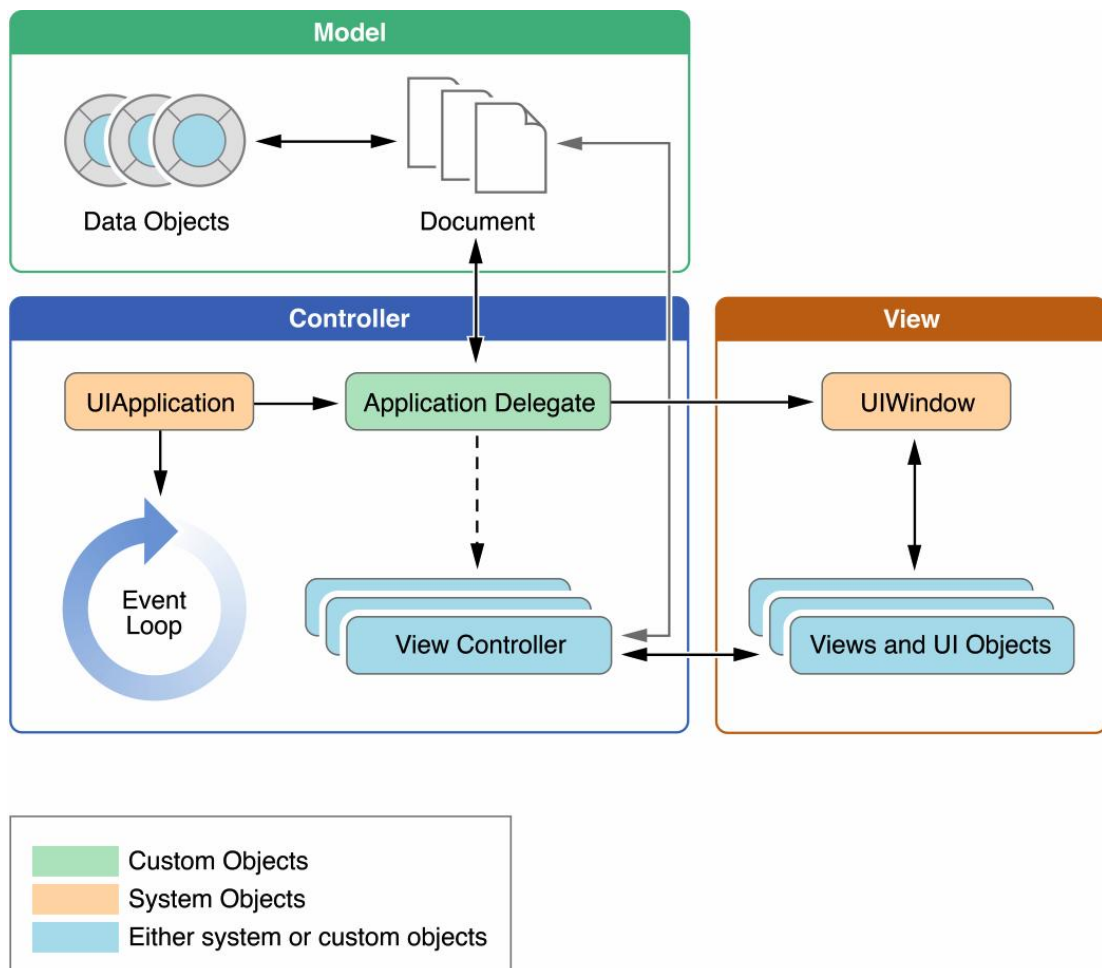 Model
Data Objects
Document
Controller
View
UIApplication
Application Delegate
UIWindow
Event
Loop
View Controller
Views and UI Objects
Custom Objects
System Objects
Either system or custom objects